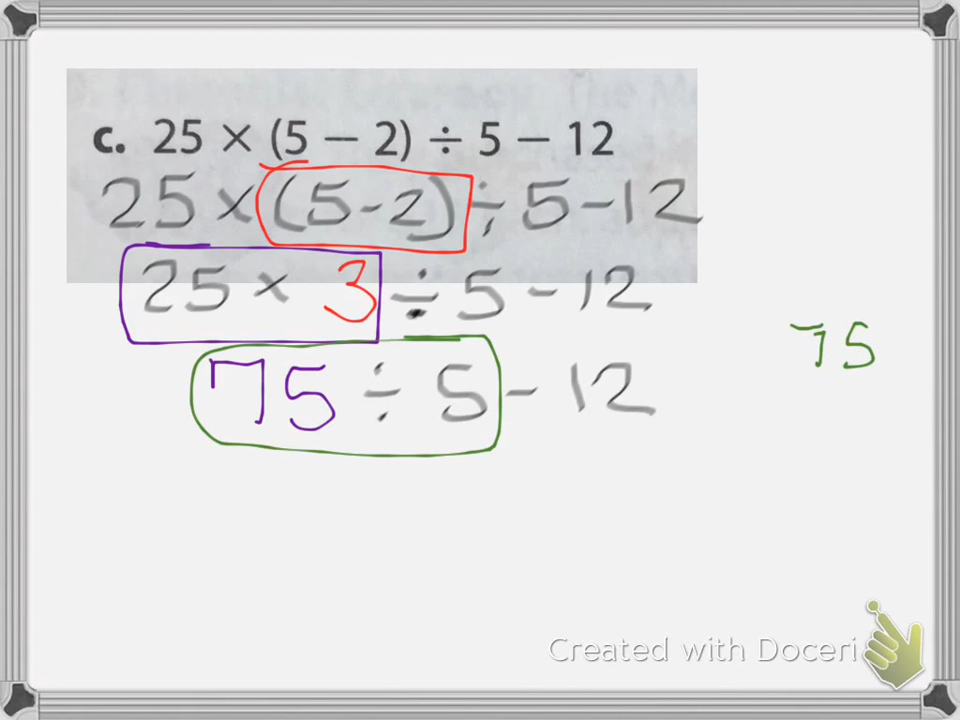 c. 25 × (5 − 2) ÷ 5 − 12
25 × (5-2) ÷ 5 - 12
25 × 3 ÷ 5 - 12
75
75 ÷ 5 - 12
Created with Doceri